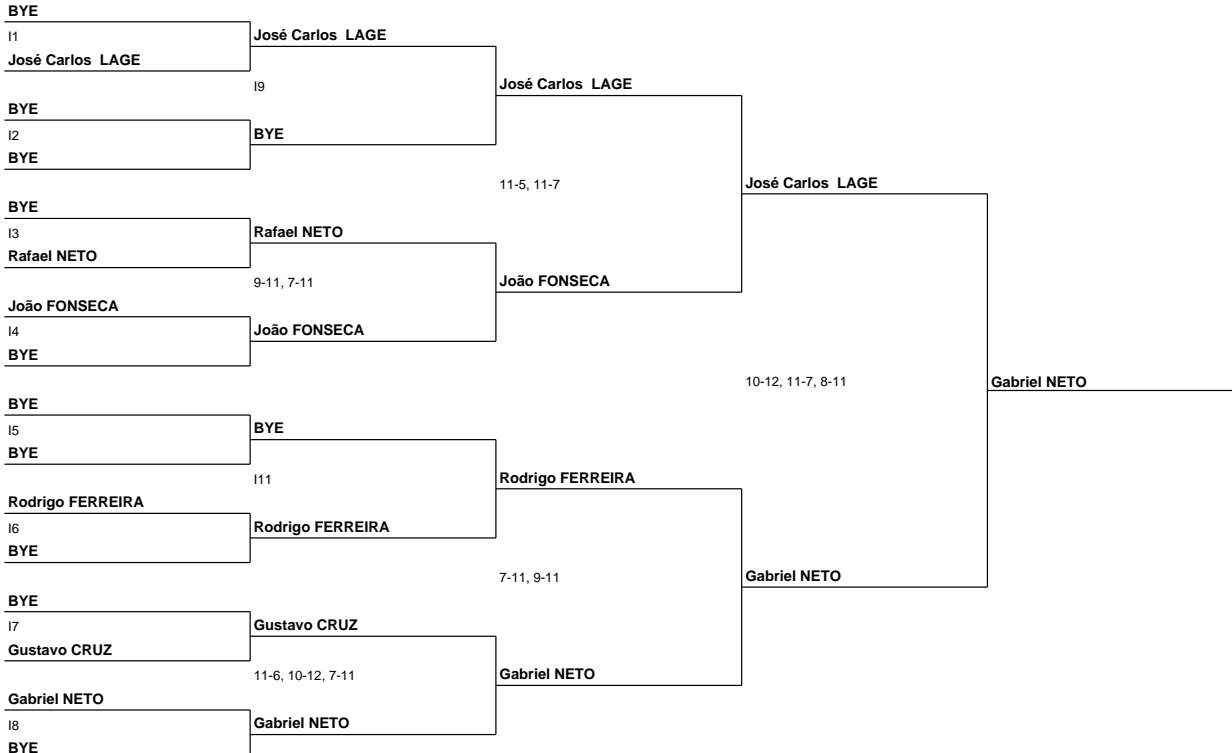 BYE
I1
José Carlos  LAGE
José Carlos  LAGE
I9
José Carlos  LAGE
BYE
I2
BYE
BYE
11-5, 11-7
José Carlos  LAGE
BYE
I3
Rafael NETO
Rafael NETO
9-11, 7-11
João FONSECA
João FONSECA
I4
João FONSECA
BYE
10-12, 11-7, 8-11
Gabriel NETO
BYE
I5
BYE
BYE
I11
Rodrigo FERREIRA
Rodrigo FERREIRA
I6
Rodrigo FERREIRA
BYE
7-11, 9-11
Gabriel NETO
BYE
I7
Gustavo CRUZ
Gustavo CRUZ
11-6, 10-12, 7-11
Gabriel NETO
Gabriel NETO
I8
Gabriel NETO
BYE